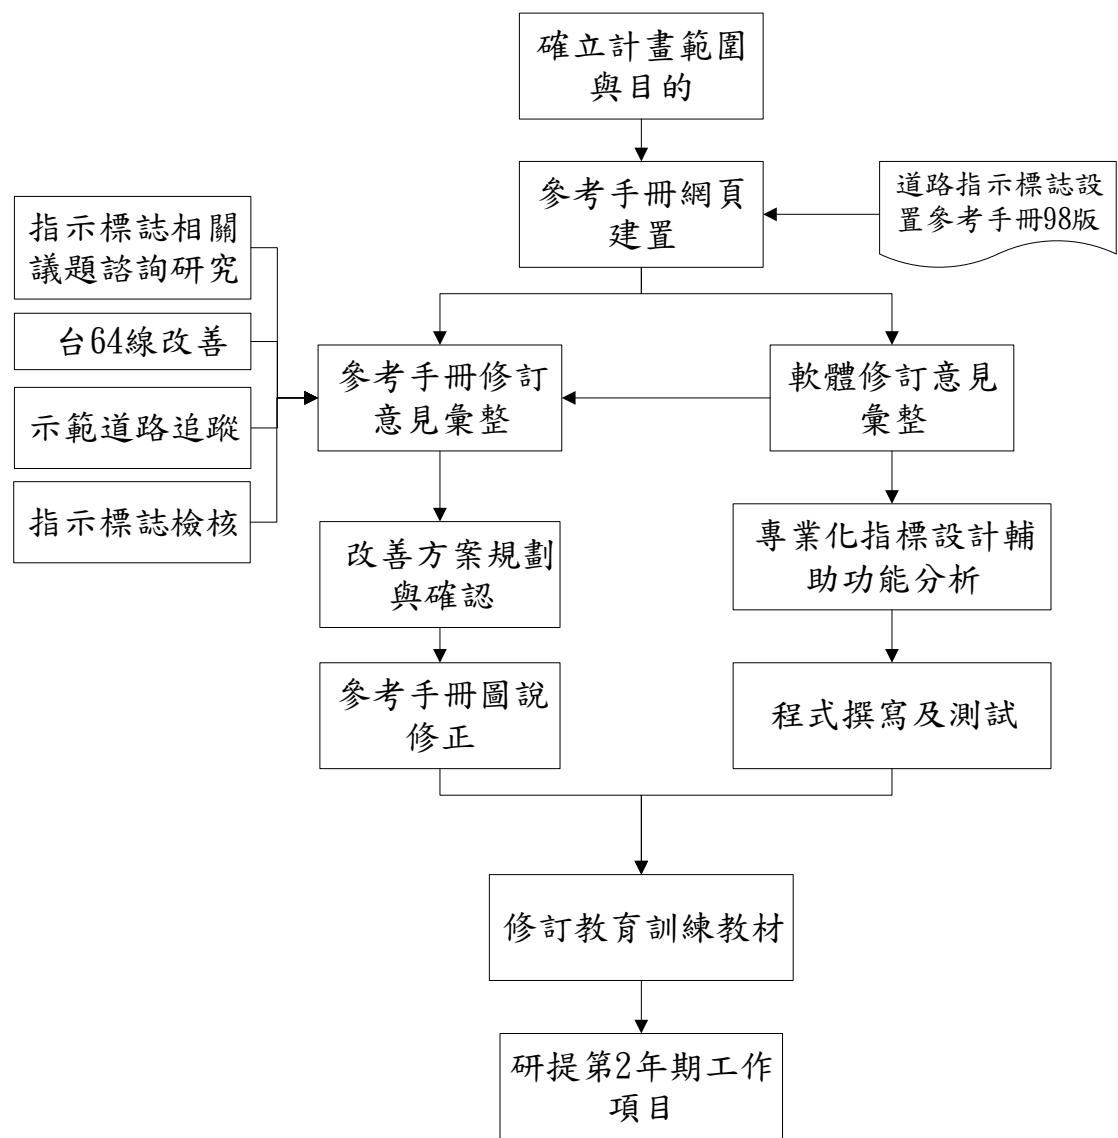 確立計畫範圍
與目的
參考手冊網頁
建置
道路指示標誌設
置參考手冊98版
指示標誌相關
議題諮詢研究
台64線改善
示範道路追蹤
指示標誌檢核
參考手冊修訂
意見彙整
軟體修訂意見
彙整
改善方案規劃
與確認
專業化指標設計輔
助功能分析
參考手冊圖說
修正
程式撰寫及測試
修訂教育訓練教材
研提第2年期工作
項目